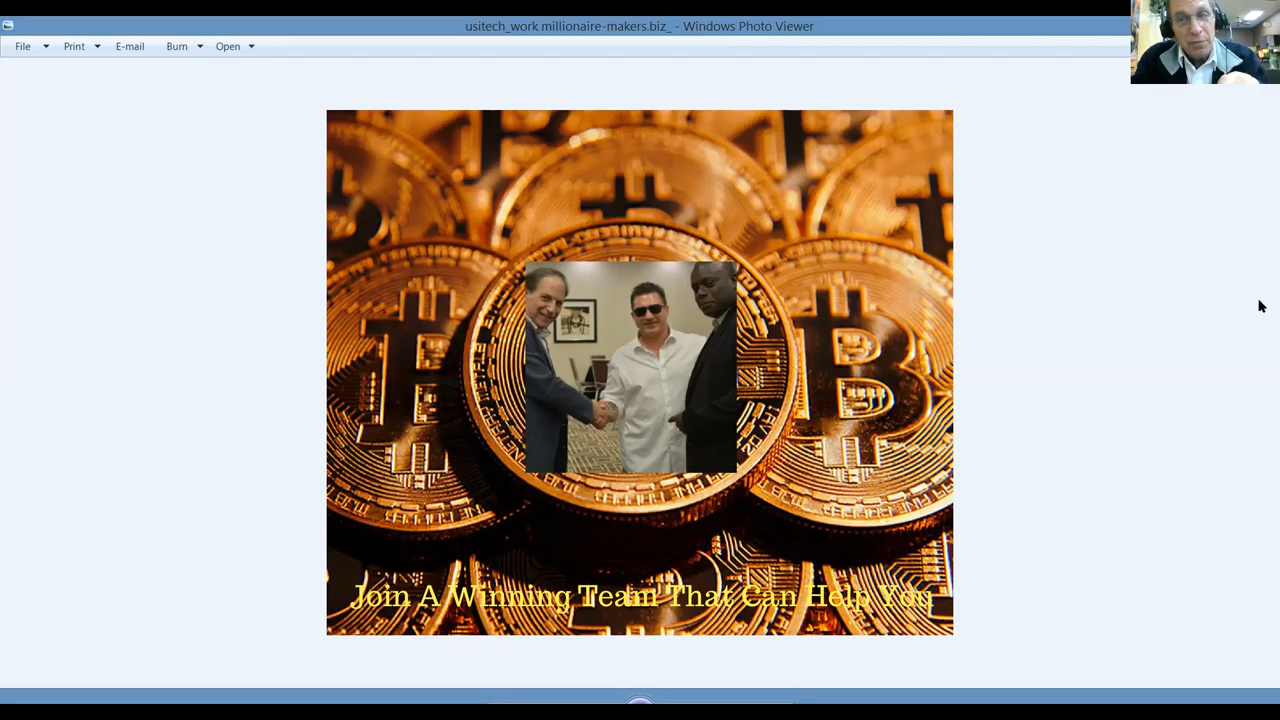 usitech_work millionaire-makers.biz_ - Windows Photo Viewer
File Print E-mail Burn Open
Join A Winning Team That Can Help You